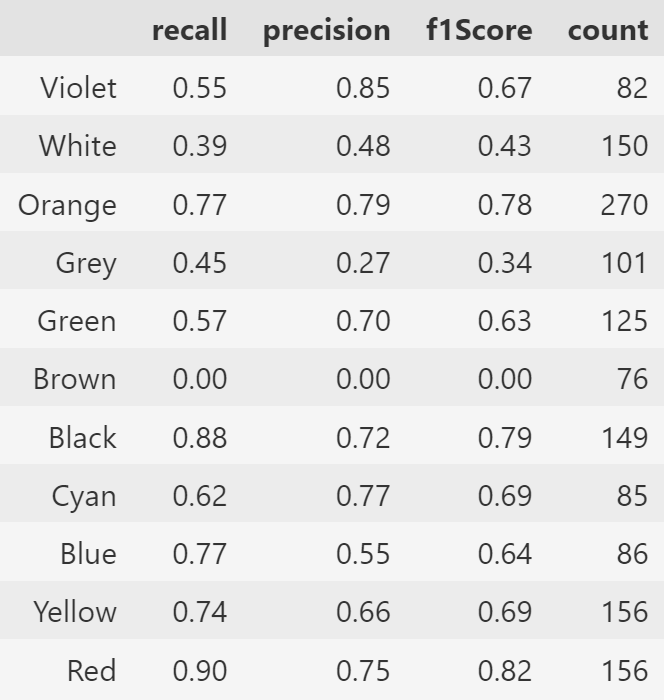 recall precision f1Score count
Violet 0.55 0.85 0.67 82
White 0.39 0.48 0.43 150
Orange 0.77 0.79 0.78 270
Grey 0.45 0.27 0.34 101
Green 0.57 0.70 0.63 125
Brown 0.00 0.00 0.00 76
Black 0.88 0.72 0.79 149
Cyan 0.62 0.77 0.69 85
Blue 0.77 0.55 0.64 86
Yellow 0.74 0.66 0.69 156
Red 0.90 0.75 0.82 156